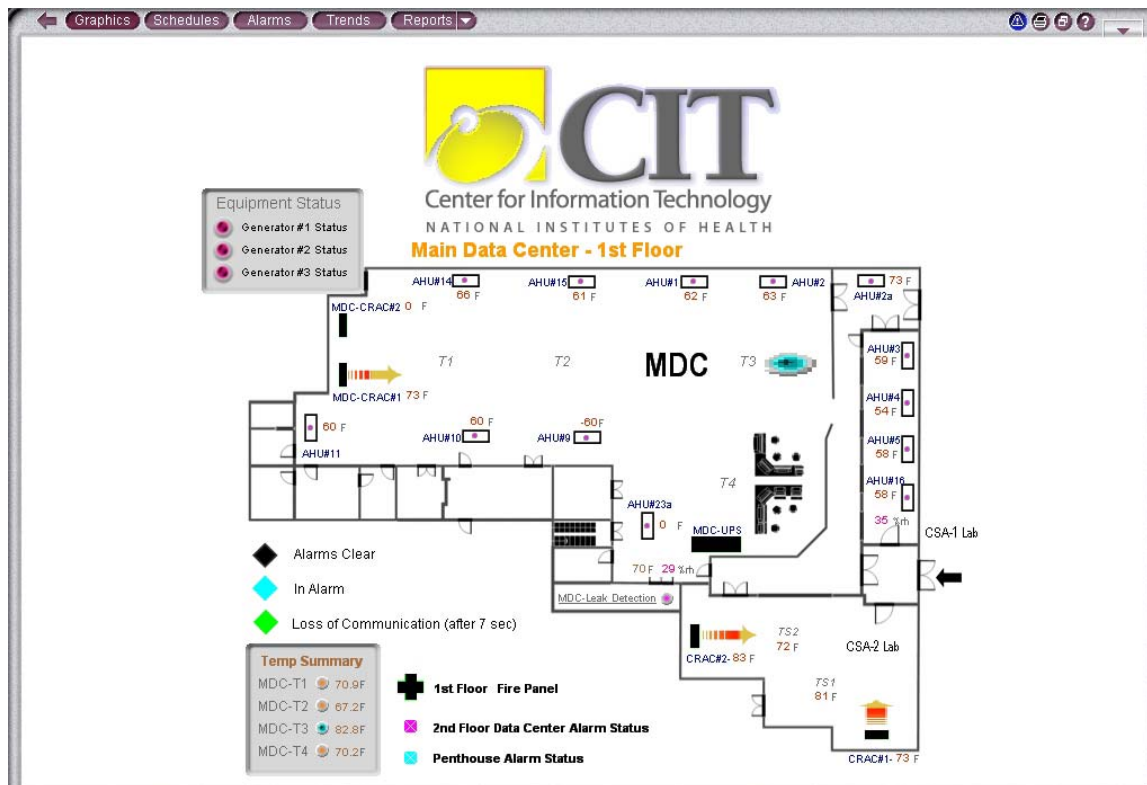 Graphics Schedules Alarms Trends Reports
CIT
Center for Information Technology
NATIONAL INSTITUTES OF HEALTH
Main Data Center - 1st Floor
Equipment Status
Generator #1 Status
Generator #2 Status
Generator #3 Status
AHU#14
66 F
AHU#15
61 F
AHU#1
62 F
AHU#2
63 F
73 F
AHU#2a
MDC-CRAC#2 0 F
T1
T2
MDC
T3
AHU#3
59 F
MDC-CRAC#1 73 F
AHU#4
54 F
60 F
AHU#11
60 F
AHU#10
-60F
AHU#9
AHU#5
58 F
T4
AHU#16
58 F
35 %rh
AHU#23a
0 F
MDC-UPS
CSA-1 Lab
70 F 29 %rh
MDC-Leak Detection
Alarms Clear
In Alarm
Loss of Communication (after 7 sec)
TS2
72 F
CRAC#2- 83 F
CSA-2 Lab
TS1
81 F
CRAC#1- 73 F
Temp Summary
MDC-T1 70.9F
MDC-T2 67.2F
MDC-T3 82.8F
MDC-T4 70.2F
1st Floor Fire Panel
2nd Floor Data Center Alarm Status
Penthouse Alarm Status